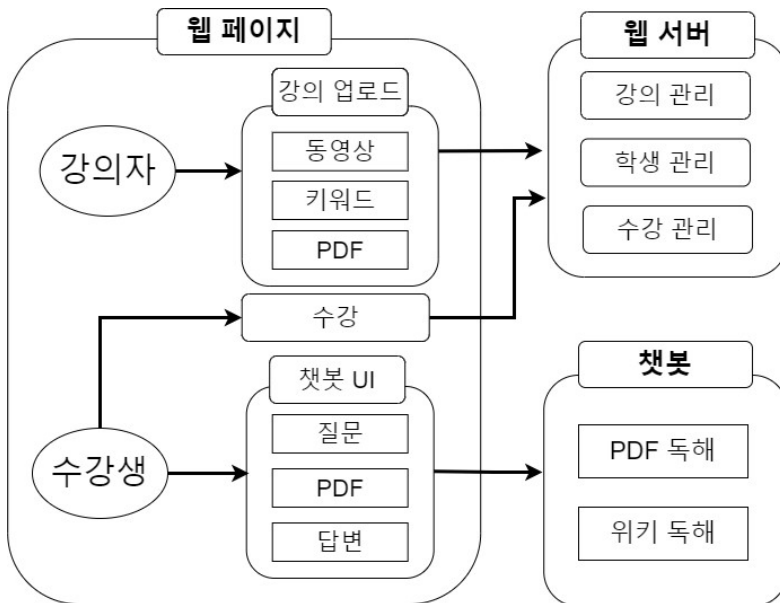 웹 페이지
강의자
강의 업로드
동영상
키워드
PDF
수강
수강생
챗봇 UI
질문
PDF
답변
웹 서버
강의 관리
학생 관리
수강 관리
챗봇
PDF 독해
위키 독해